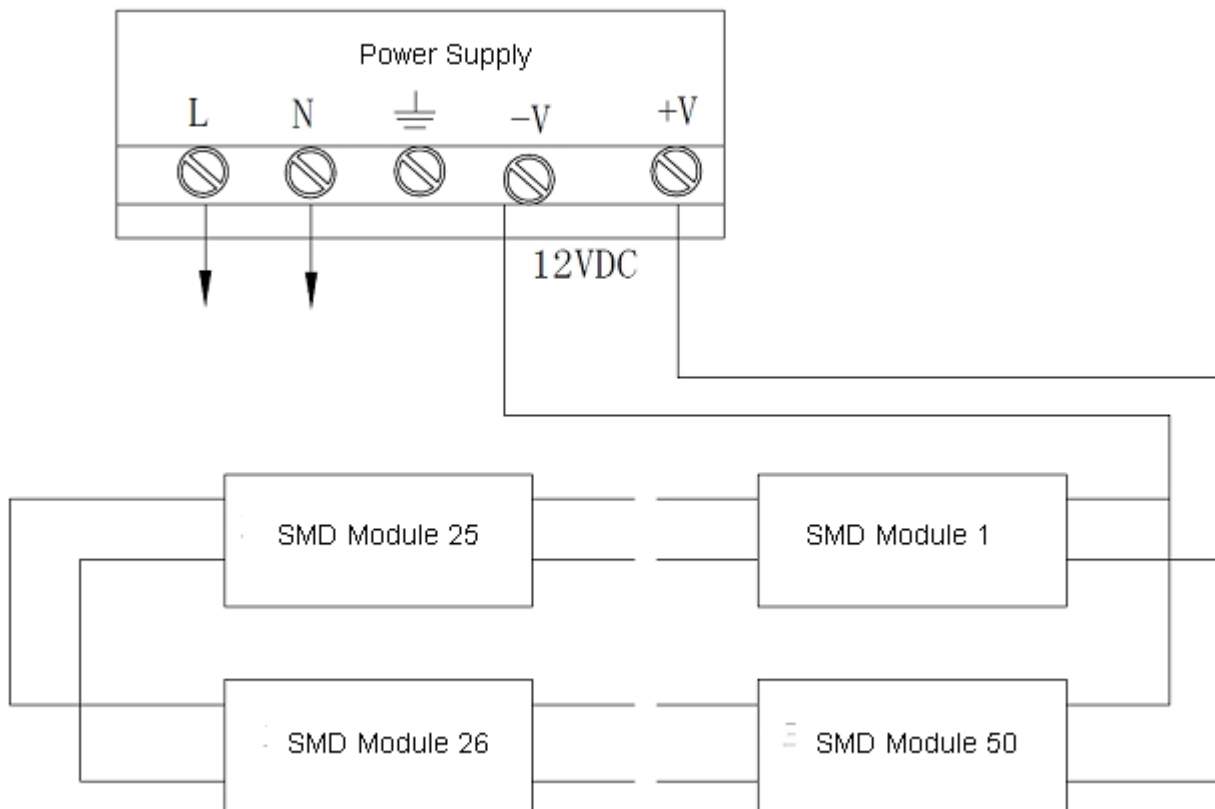 Power Supply
L N -V +V
12VDC
SMD Module 25 SMD Module 1
SMD Module 26 SMD Module 50